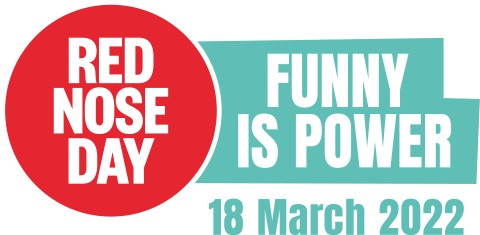 RED
NOSE
DAY
FUNNY
IS POWER
18 March 2022